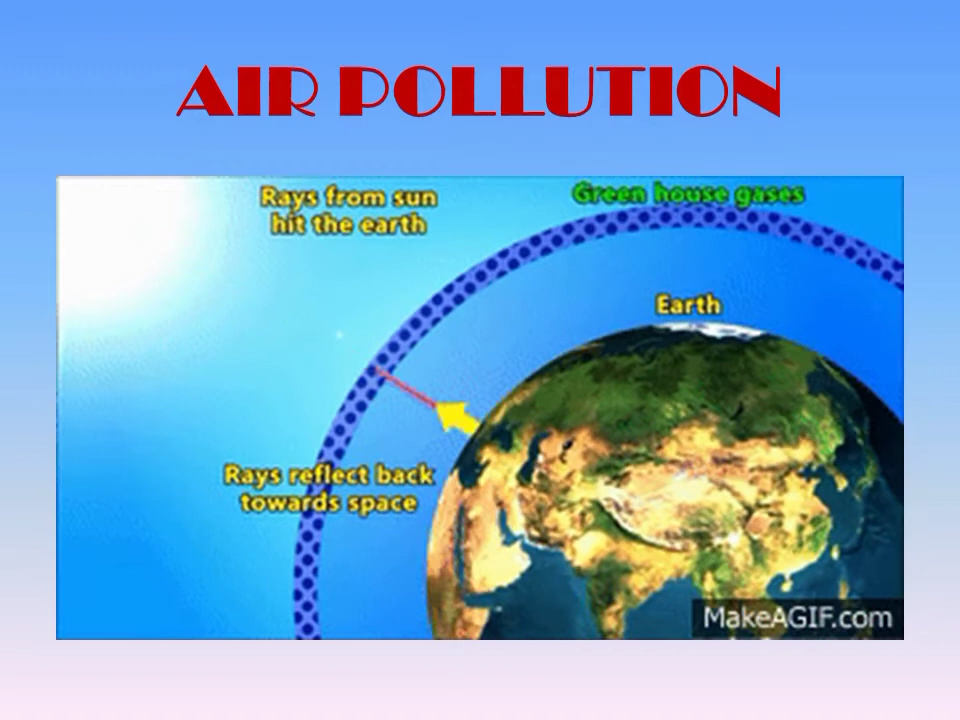 AIR POLLUTION
Rays from sun
hit the earth
Green house gases
Earth
Rays reflect back
towards space
MakeAGIF.com